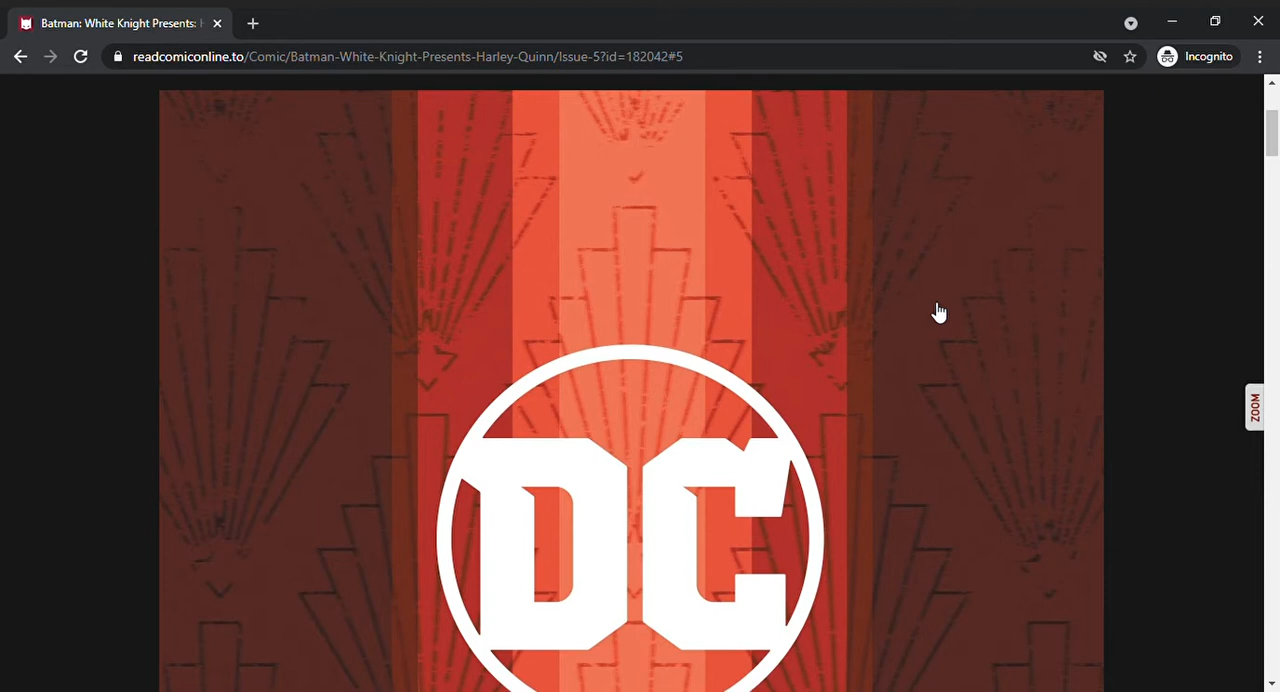 Batman: White Knight Presents:
readcomiconline.to/Comic/Batman-White-Knight-Presents-Harley-Quinn/Issue-5?id=182042#5
Incognito
ZOOM
DC